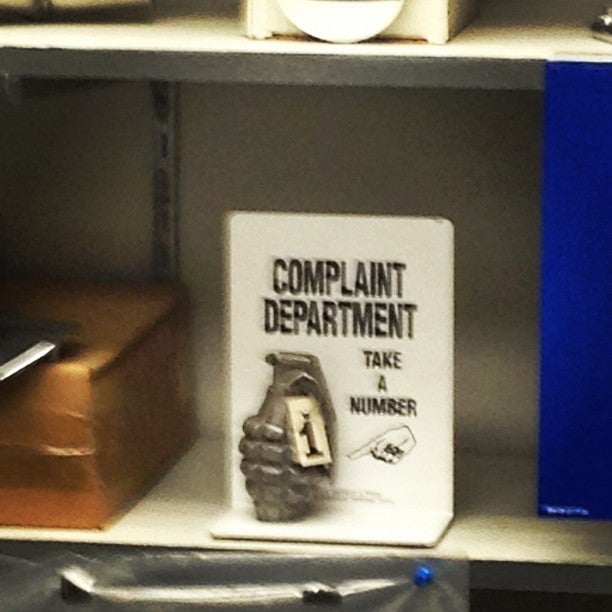 COMPLAINT
DEPARTMENT
TAKE
A
NUMBER
1